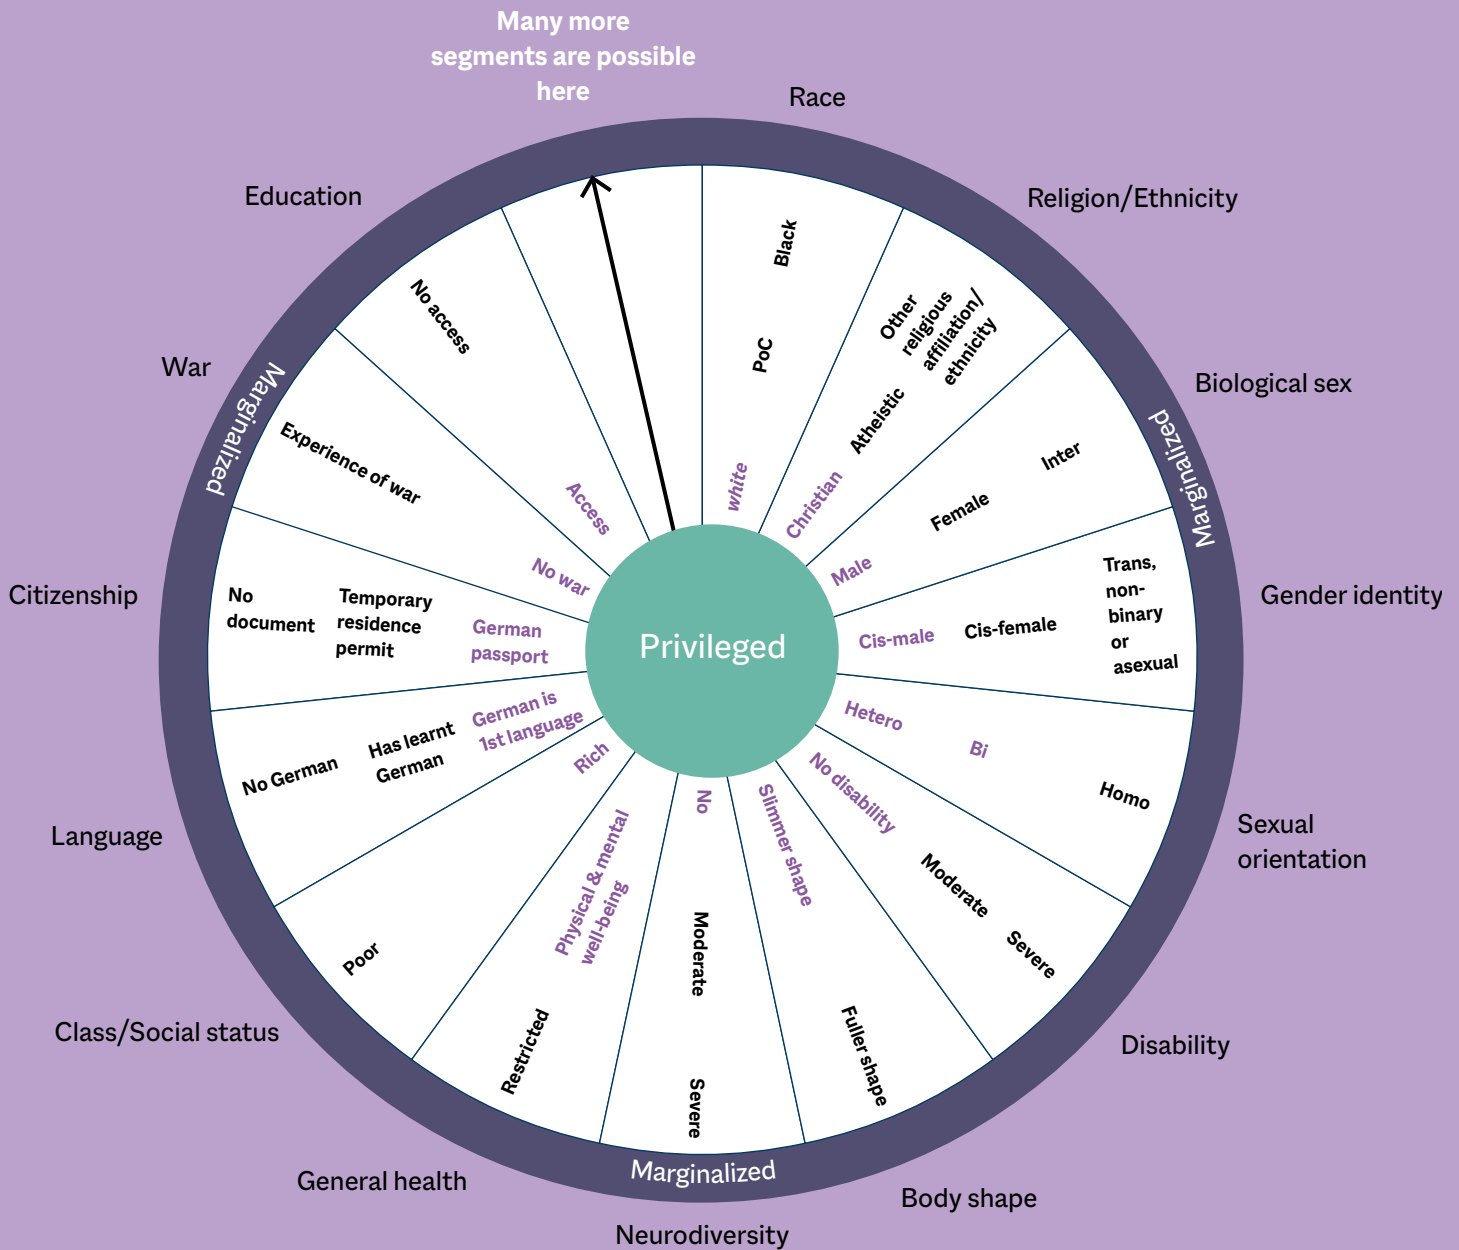 Many more
segments are possible
here
Race
Religion/Ethnicity
Biological sex
Gender identity
Sexual
orientation
Disability
Body shape
Neurodiversity
General health
Class/Social status
Language
Citizenship
War
Education
Marginalized
Marginalized
Marginalized
Privileged
Black
PoC
white
Other
religious
affiliation/
ethnicity
Atheistic
Christian
Inter
Female
Male
Trans,
non-
binary
or
asexual
Cis-female
Cis-male
Hetero
Bi
Homo
No disability
Moderate
Severe
Slimmer shape
Fuller shape
No
Moderate
Severe
Physical & mental
well-being
Restricted
Rich
Poor
German is
1st language
Has learnt
German
No German
German
passport
Temporary
residence
permit
No
document
No war
Experience of war
Access
No access